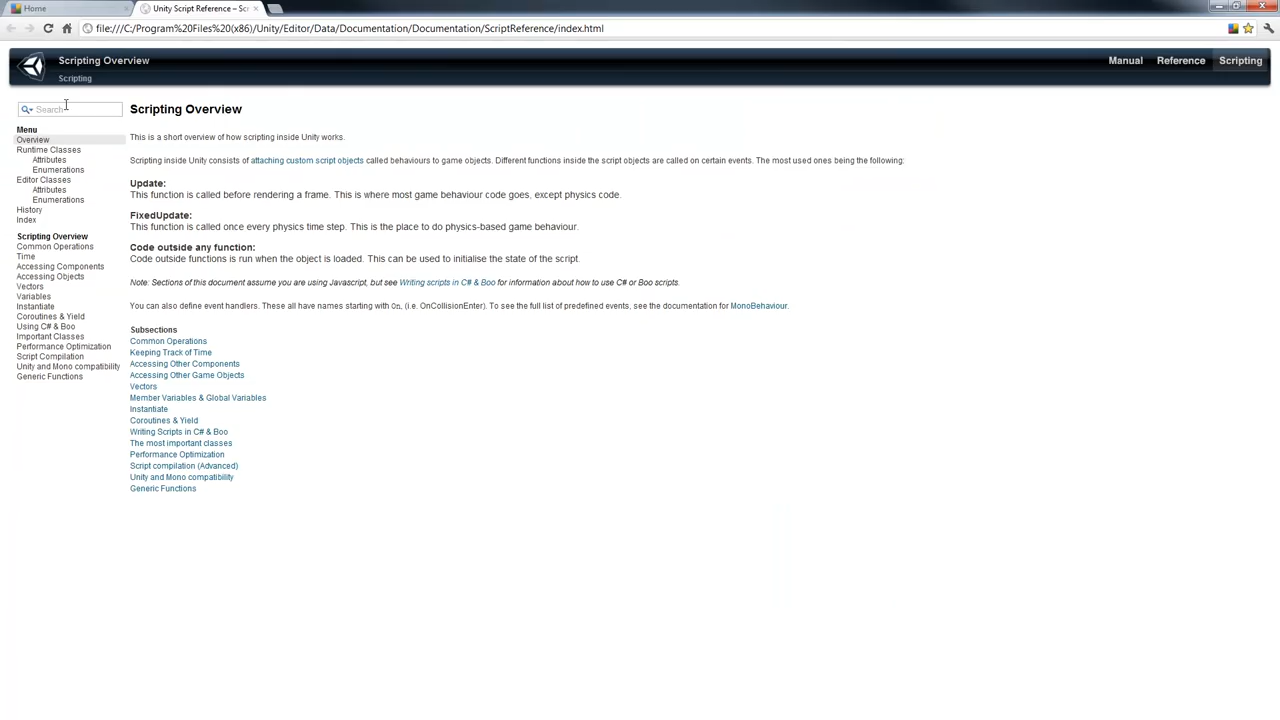 Home
Unity Script Reference – Scr
file:///C:/Program%20Files%20(x86)/Unity/Editor/Data/Documentation/Documentation/ScriptReference/index.html
Scripting Overview
Scripting
Manual
Reference
Scripting
Search
Menu
Overview
Runtime Classes
Attributes
Enumerations
Editor Classes
Attributes
Enumerations
History
Index
Scripting Overview
Common Operations
Time
Accessing Components
Accessing Objects
Vectors
Variables
Instantiate
Coroutines & Yield
Using C# & Boo
Important Classes
Performance Optimization
Script Compilation
Unity and Mono compatibility
Generic Functions
Scripting Overview
This is a short overview of how scripting inside Unity works.
Scripting inside Unity consists of attaching custom script objects called behaviours to game objects. Different functions inside the script objects are called on certain events. The most used ones being the following:
Update:
This function is called before rendering a frame. This is where most game behaviour code goes, except physics code.
FixedUpdate:
This function is called once every physics time step. This is the place to do physics-based game behaviour.
Code outside any function:
Code outside functions is run when the object is loaded. This can be used to initialise the state of the script.
Note: Sections of this document assume you are using Javascript, but see Writing scripts in C# & Boo for information about how to use C# or Boo scripts.
You can also define event handlers. These all have names starting with On, (i.e. OnCollisionEnter). To see the full list of predefined events, see the documentation for MonoBehaviour.
Subsections
Common Operations
Keeping Track of Time
Accessing Other Components
Accessing Other Game Objects
Vectors
Member Variables & Global Variables
Instantiate
Coroutines & Yield
Writing Scripts in C# & Boo
The most important classes
Performance Optimization
Script compilation (Advanced)
Unity and Mono compatibility
Generic Functions